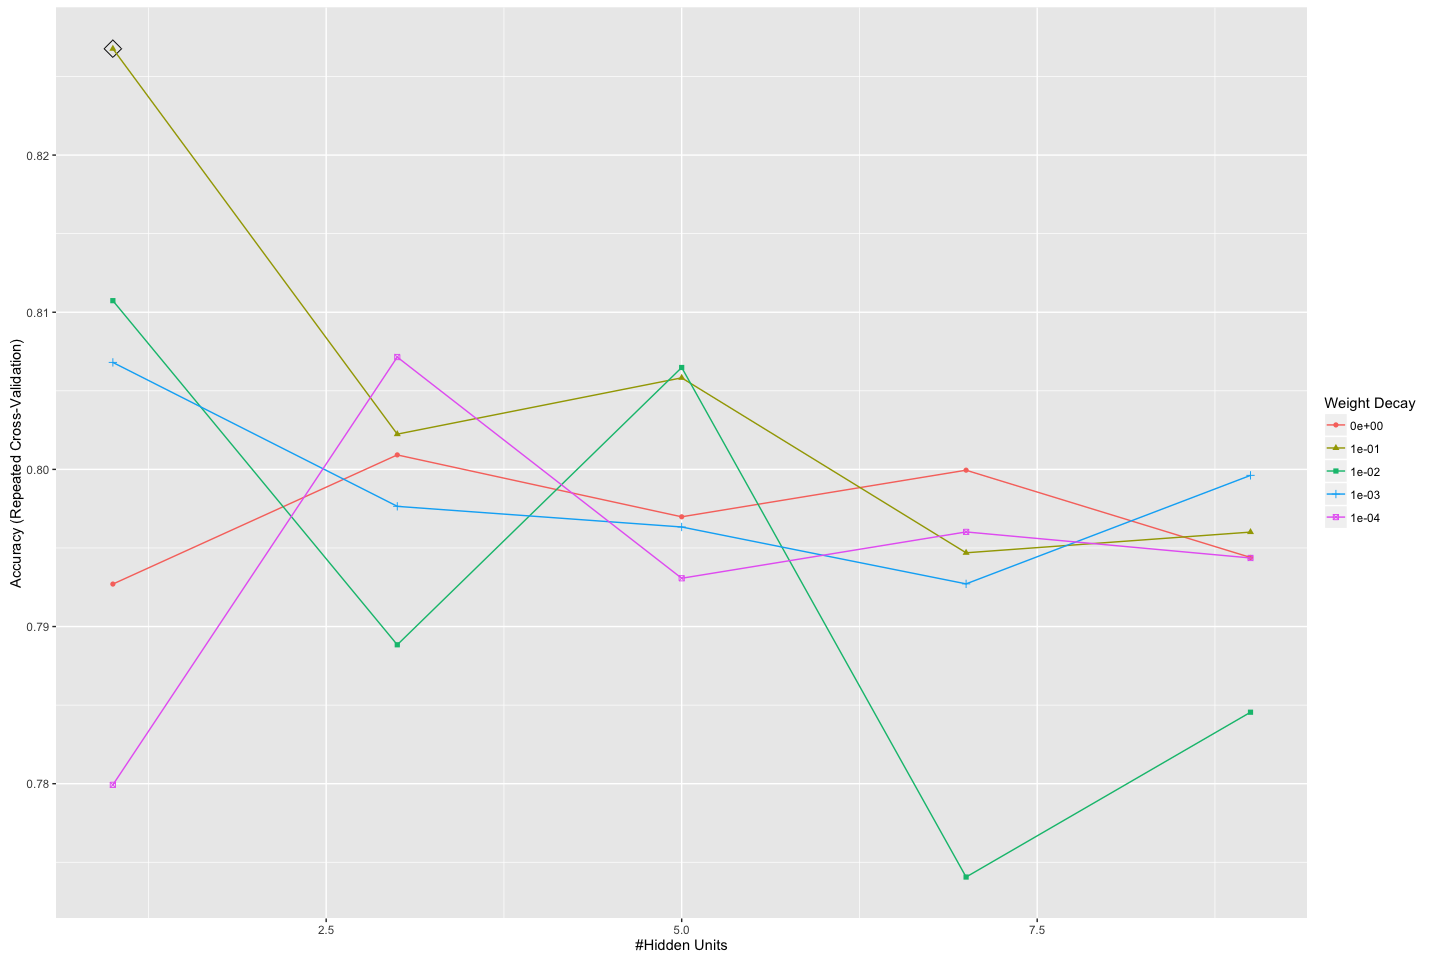 0.82
0.81
0.80
0.79
0.78
Accuracy (Repeated Cross-Validation)
2.5
5.0
7.5
#Hidden Units
Weight Decay
0e+00
1e-01
1e-02
1e-03
1e-04